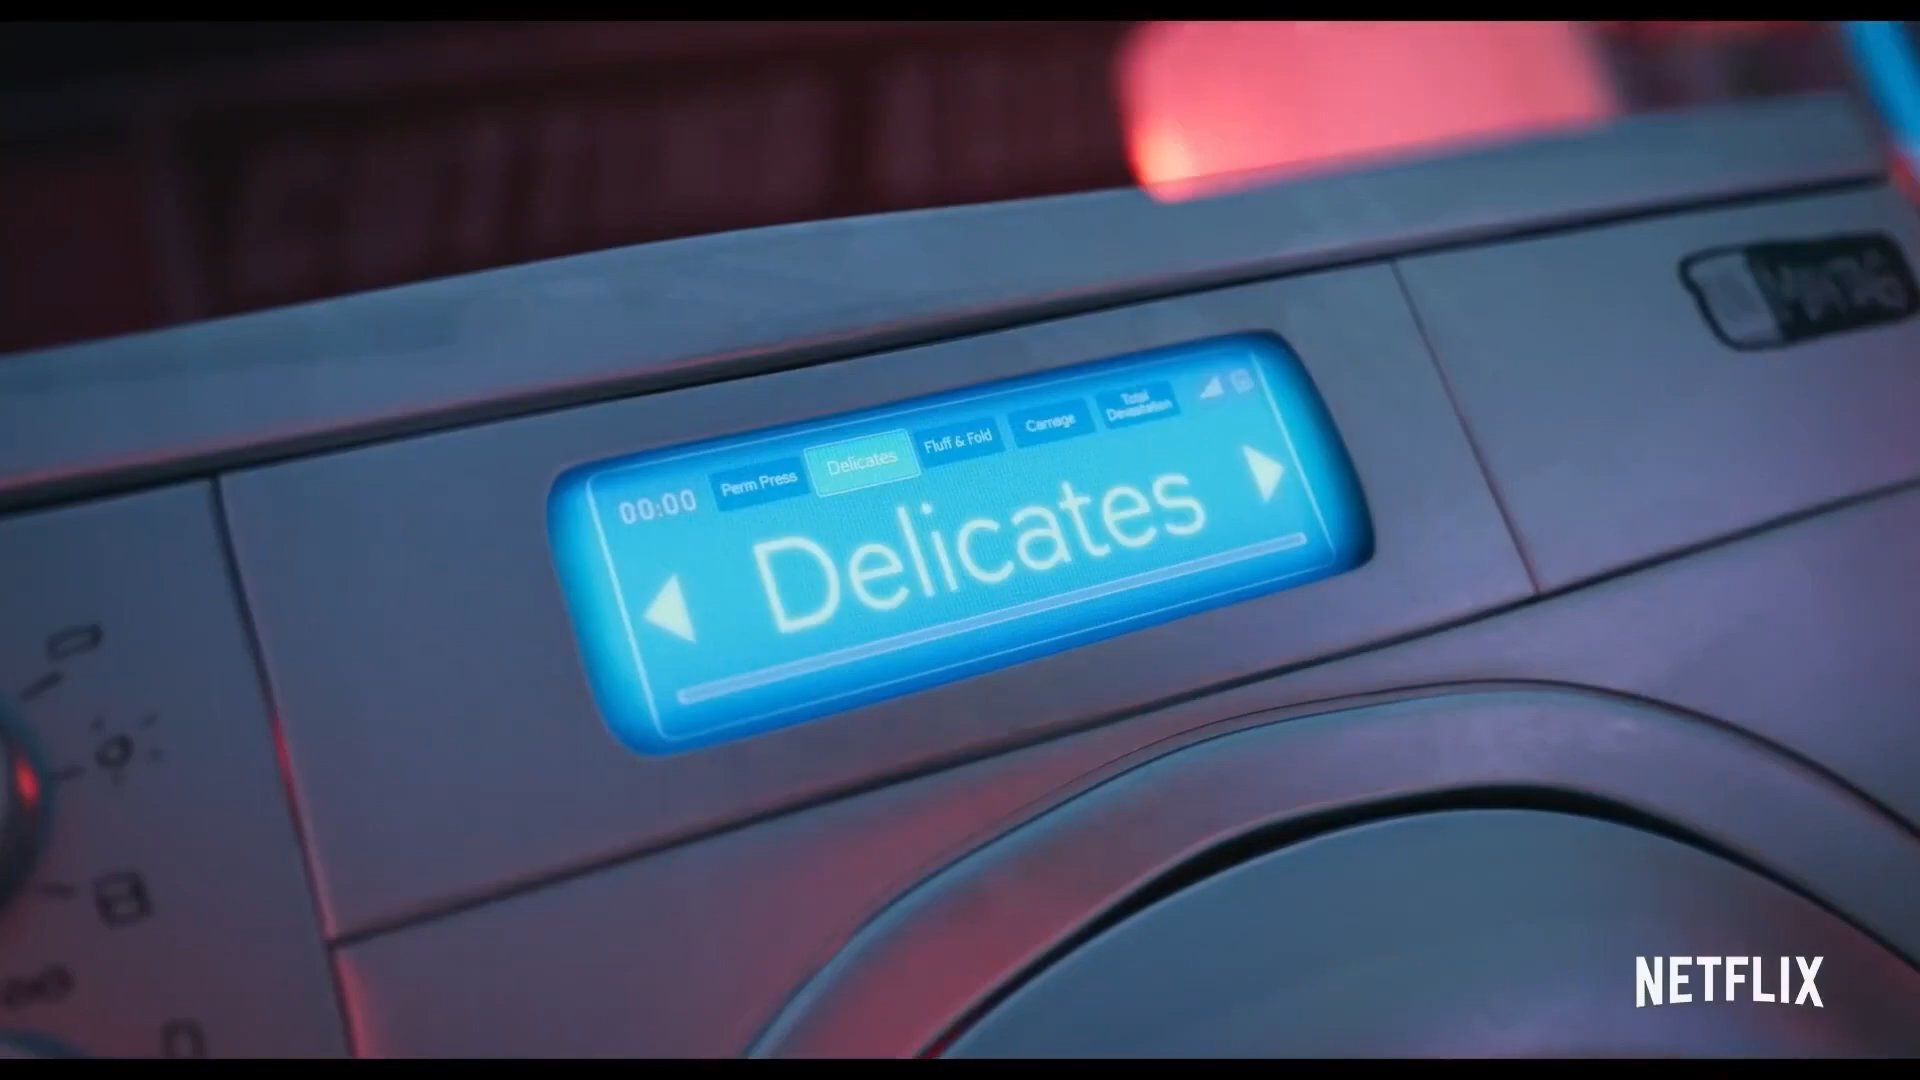 00:00
Perm Press
Delicates
Fluff & Fold
Carnage
Total
Devastation
Delicates
NETFLIX